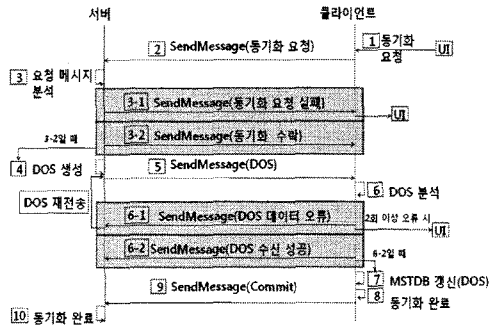 서버 클라이언트
1 동기화 요청 UI
2 SendMessage(동기화 요청)
3 요청 메시지 분석
3-1 SendMessage(동기화 요청 실패)
UI
3-2 SendMessage(동기화 수락)
3-2일 때
4 DOS 생성
5 SendMessage(DOS)
6 DOS 분석
DOS 재전송
6-1 SendMessage(DOS 데이터 오류)
2회 이상 오류 시
UI
6-2 SendMessage(DOS 수신 성공)
6-2일 때
7 MSTDB 갱신(DOS)
8 동기화 완료
9 SendMessage(Commit)
10 동기화 완료